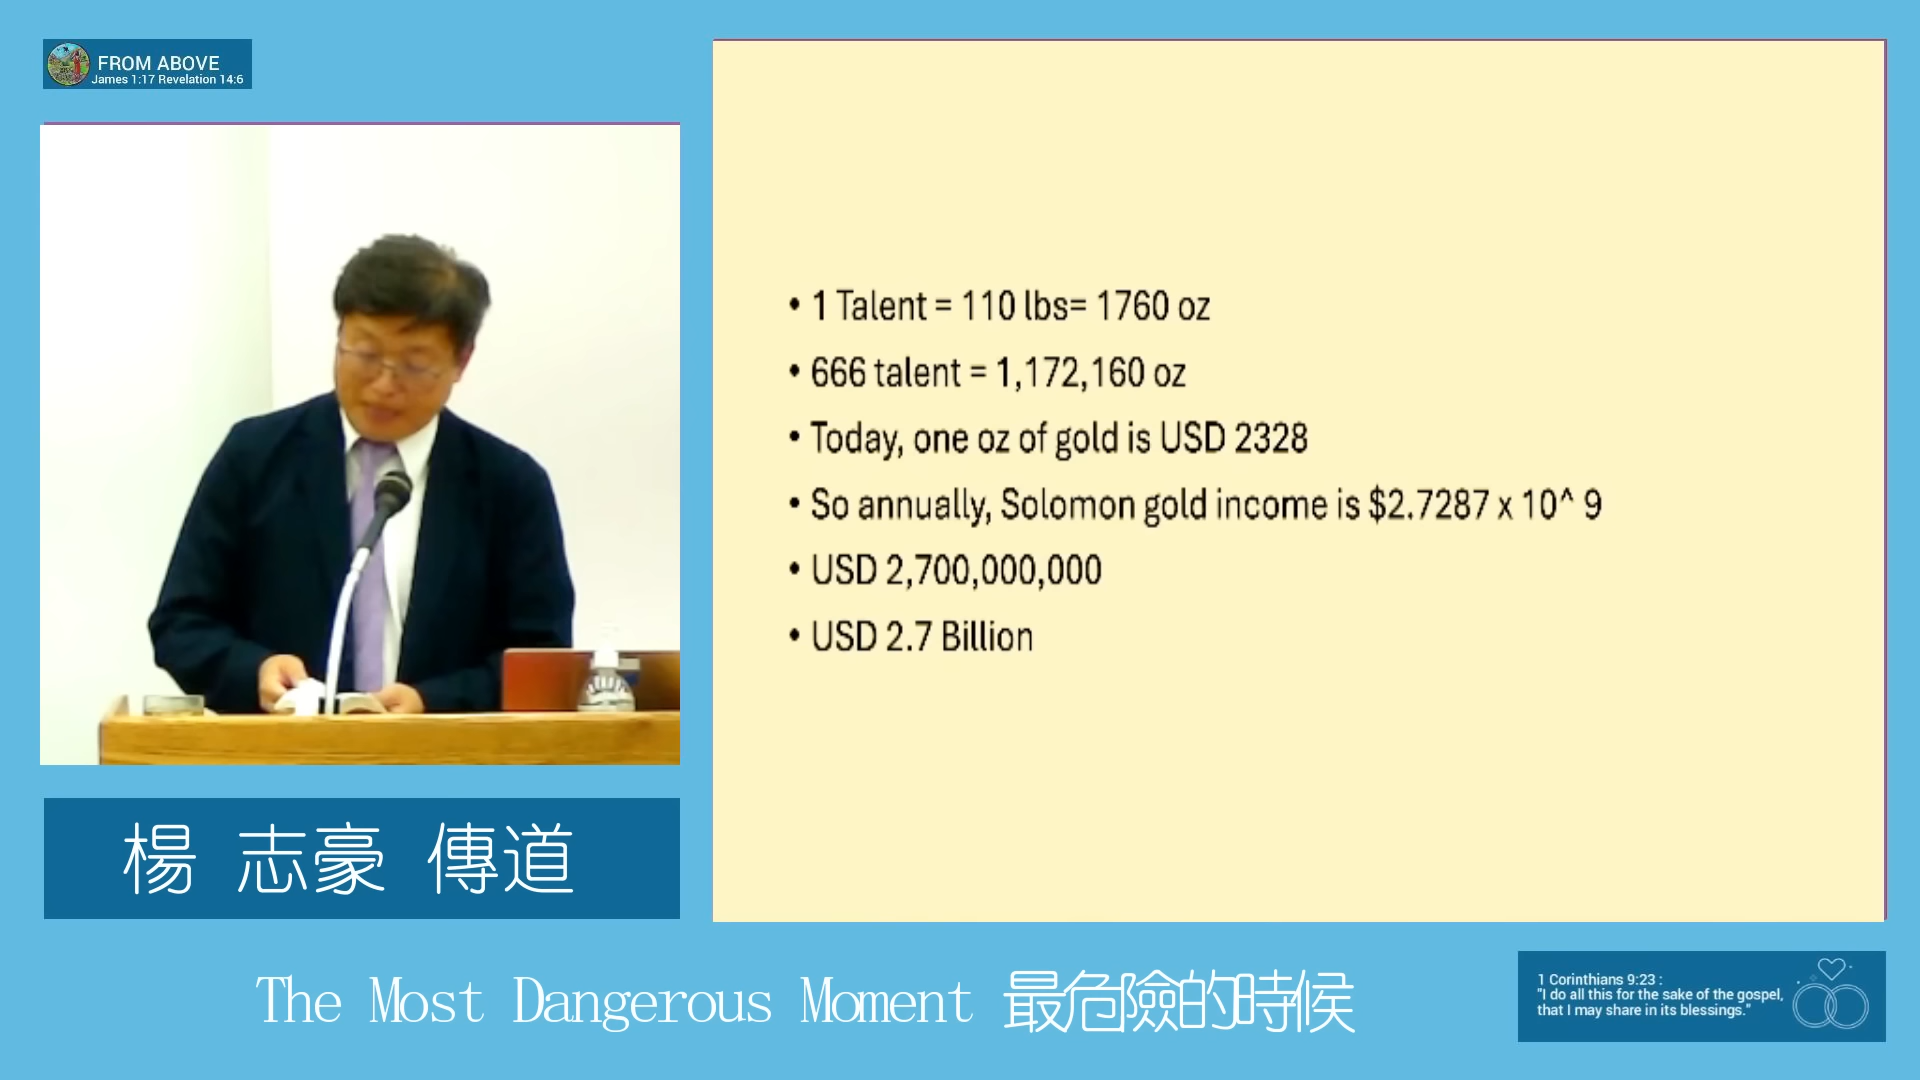 FROM ABOVE
James 1:17 Revelation 14:6
• 1 Talent = 110 lbs= 1760 oz
• 666 talent = 1,172,160 oz
• Today, one oz of gold is USD 2328
• So annually, Solomon gold income is $2.7287 x 10^ 9
• USD 2,700,000,000
• USD 2.7 Billion
楊 志豪 傳道
The Most Dangerous Moment 最危險的時候
1 Corinthians 9:23 :
"I do all this for the sake of the gospel,
that I may share in its blessings."